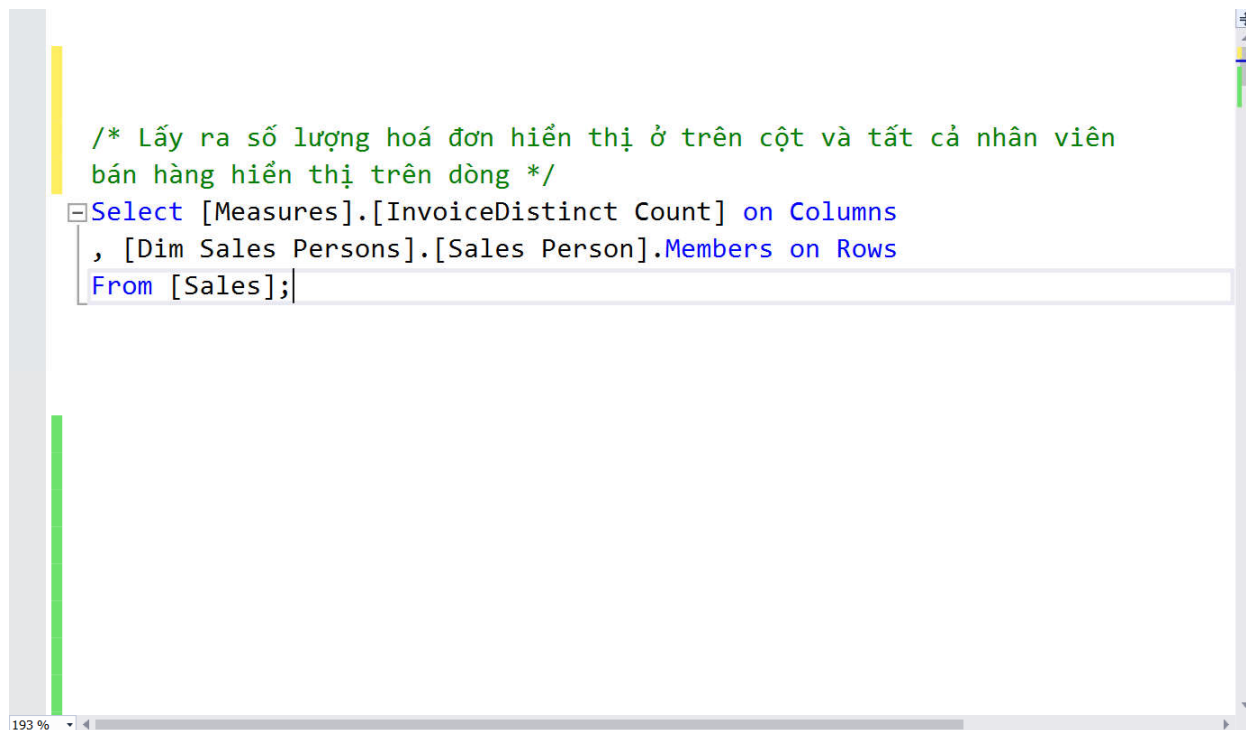 /* Lấy ra số lượng hoá đơn hiển thị ở trên cột và tất cả nhân viên
bán hàng hiển thị trên dòng */
Select [Measures].[InvoiceDistinct Count] on Columns
, [Dim Sales Persons].[Sales Person].Members on Rows
From [Sales];
193 %